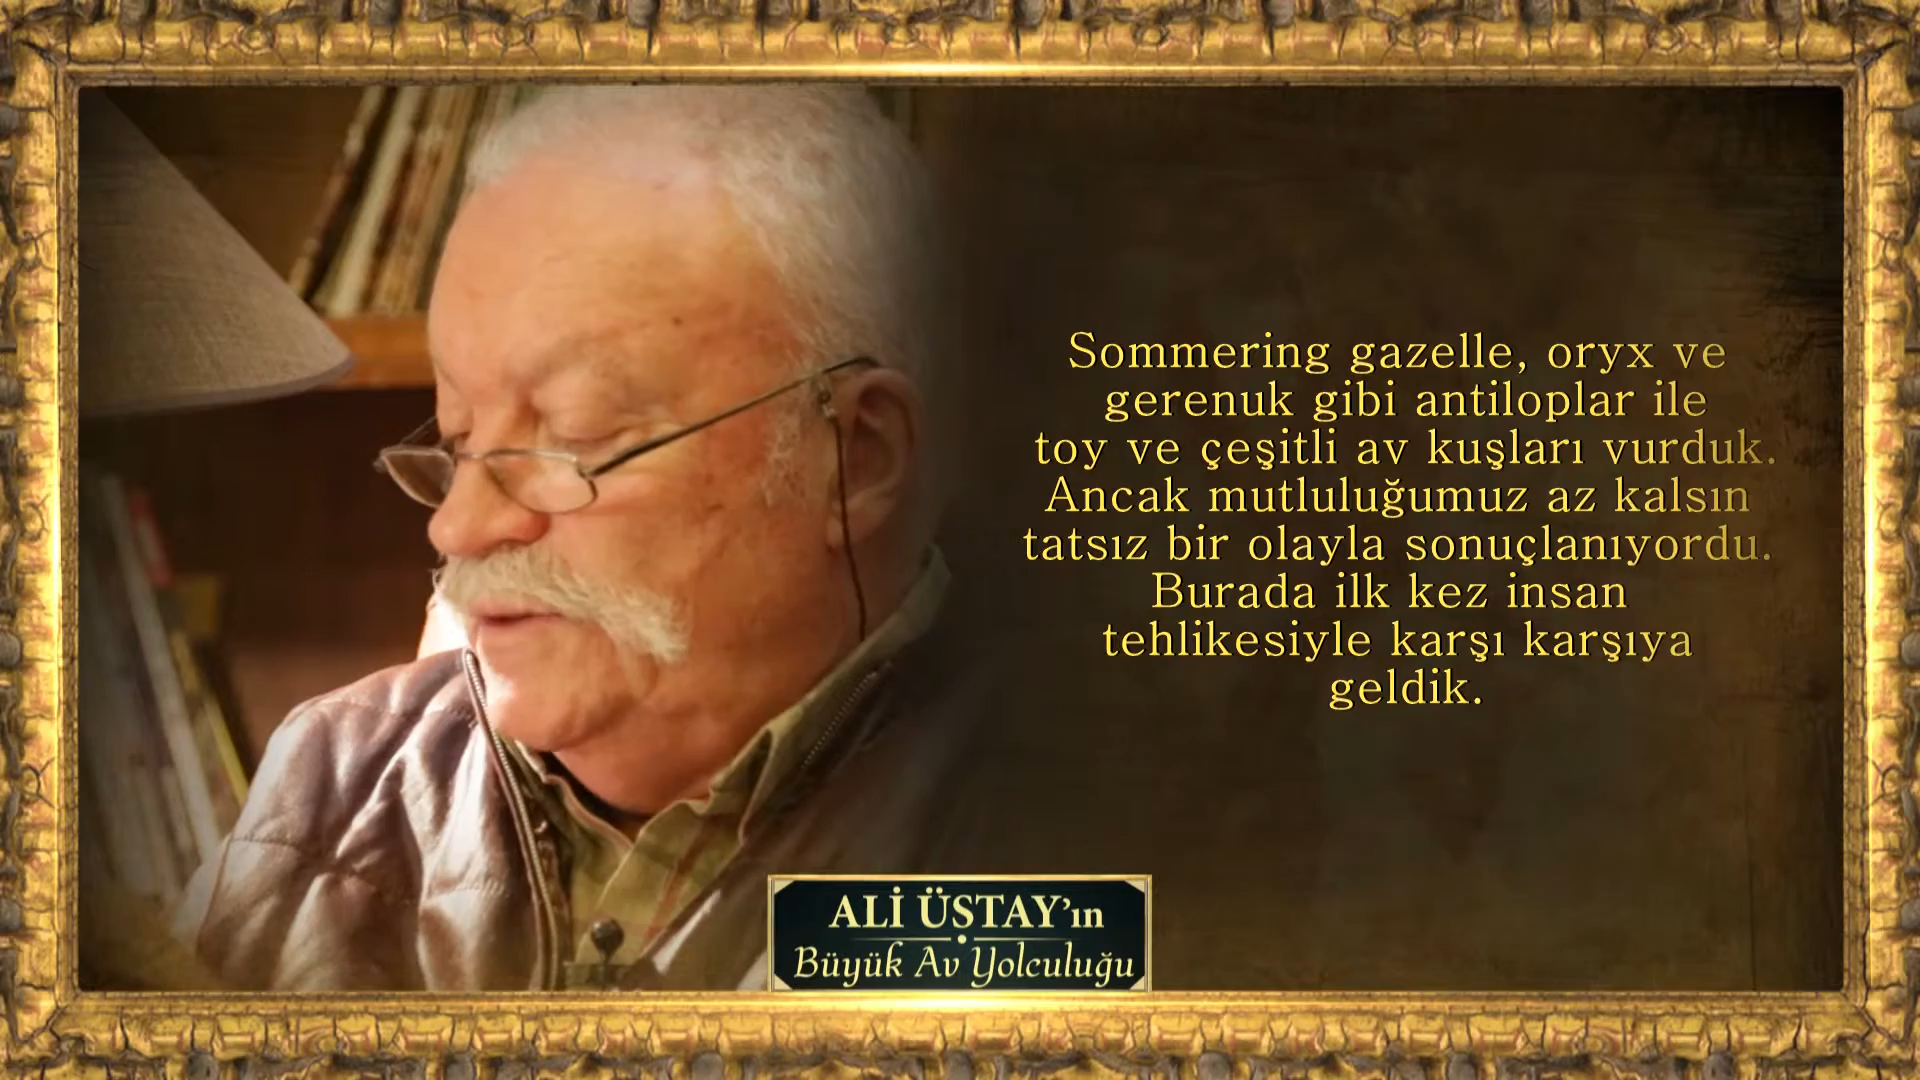 Sommering gazelle, oryx ve
gerenuk gibi antiloplar ile
toy ve çeşitli av kuşları vurduk.
Ancak mutluluğumuz az kalsın
tatsız bir olayla sonuçlanıyordu.
Burada ilk kez insan
tehlikesiyle karşı karşıya
geldik.
ALİ ÜSTAY’ın
Büyük Av Yolculuğu